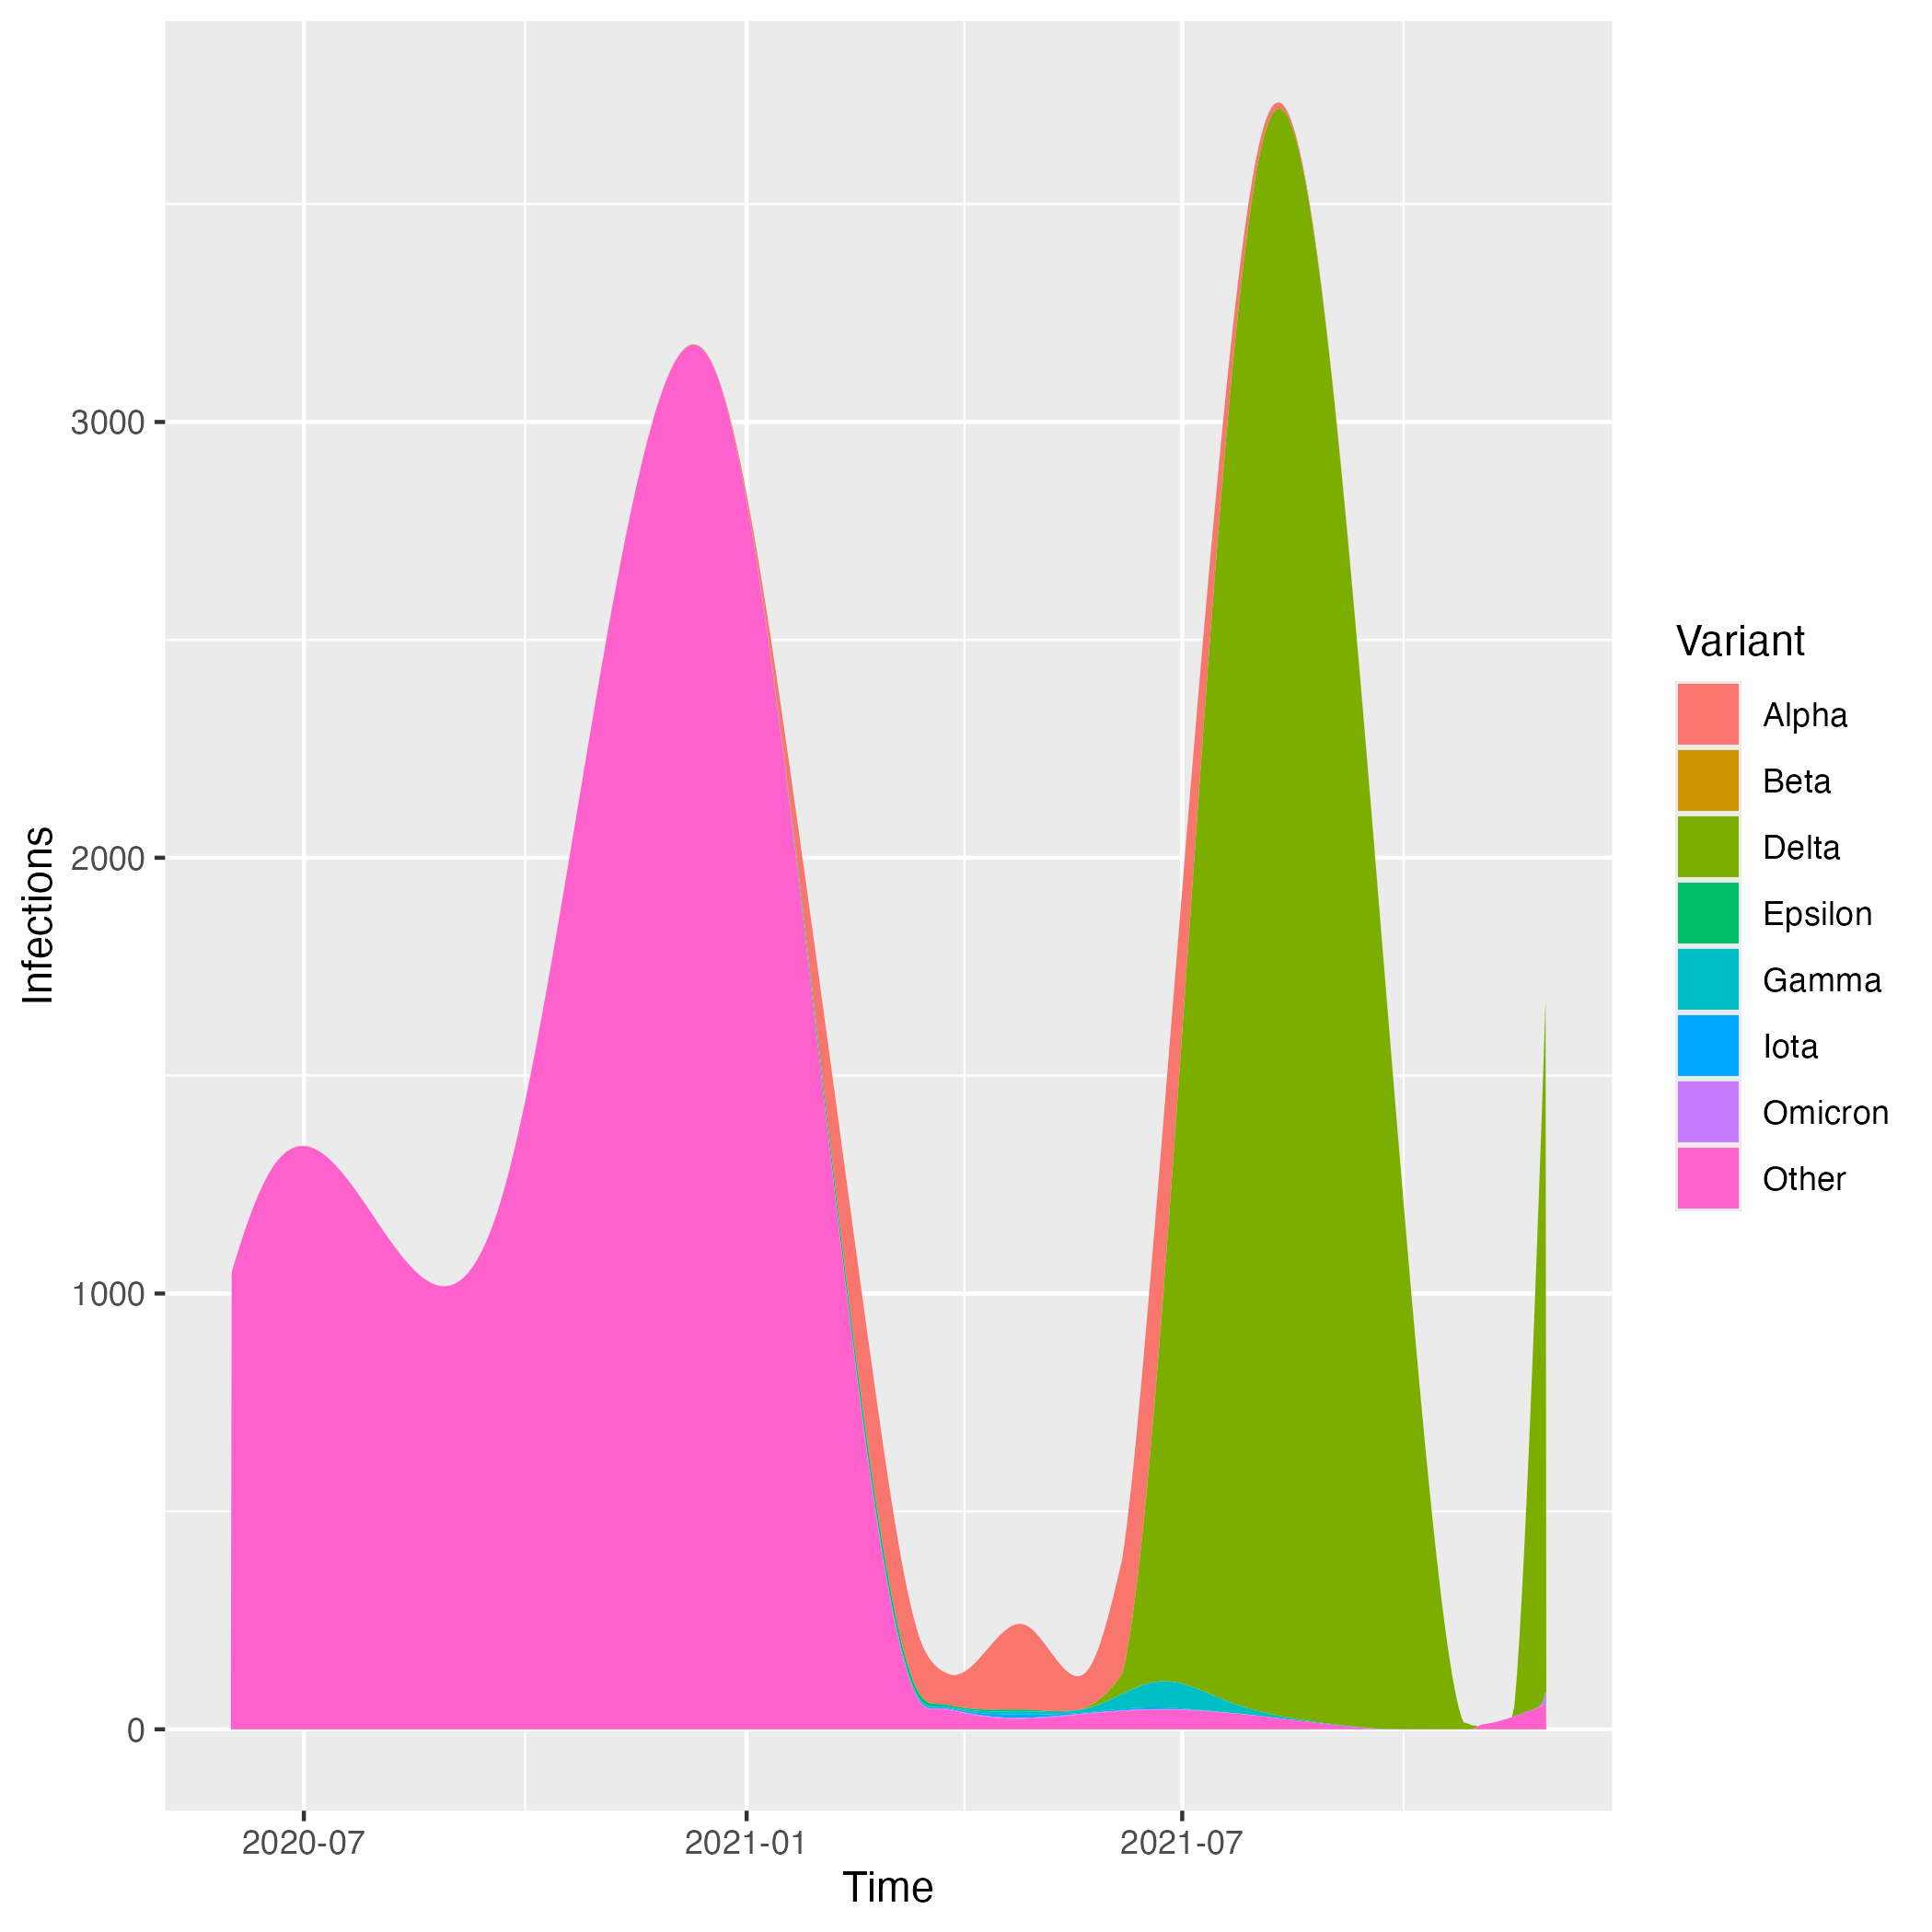 Infections
3000
2000
1000
0
2020-07
2021-01
2021-07
Time
Variant
Alpha
Beta
Delta
Epsilon
Gamma
Iota
Omicron
Other